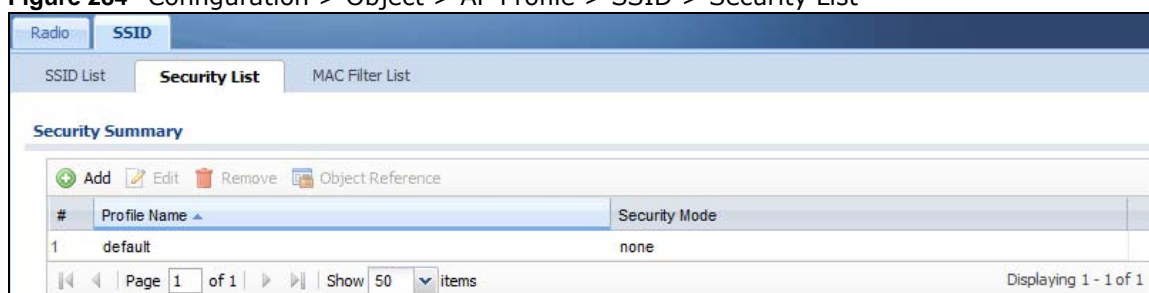 Figure 284 Configuration > Object > AP Profile > SSID > Security List
Radio SSID
SSID List Security List MAC Filter List
Security Summary
Add Edit Remove Object Reference
# Profile Name Security Mode
1 default none
Page 1 of 1 Show 50 items Displaying 1 - 1 of 1